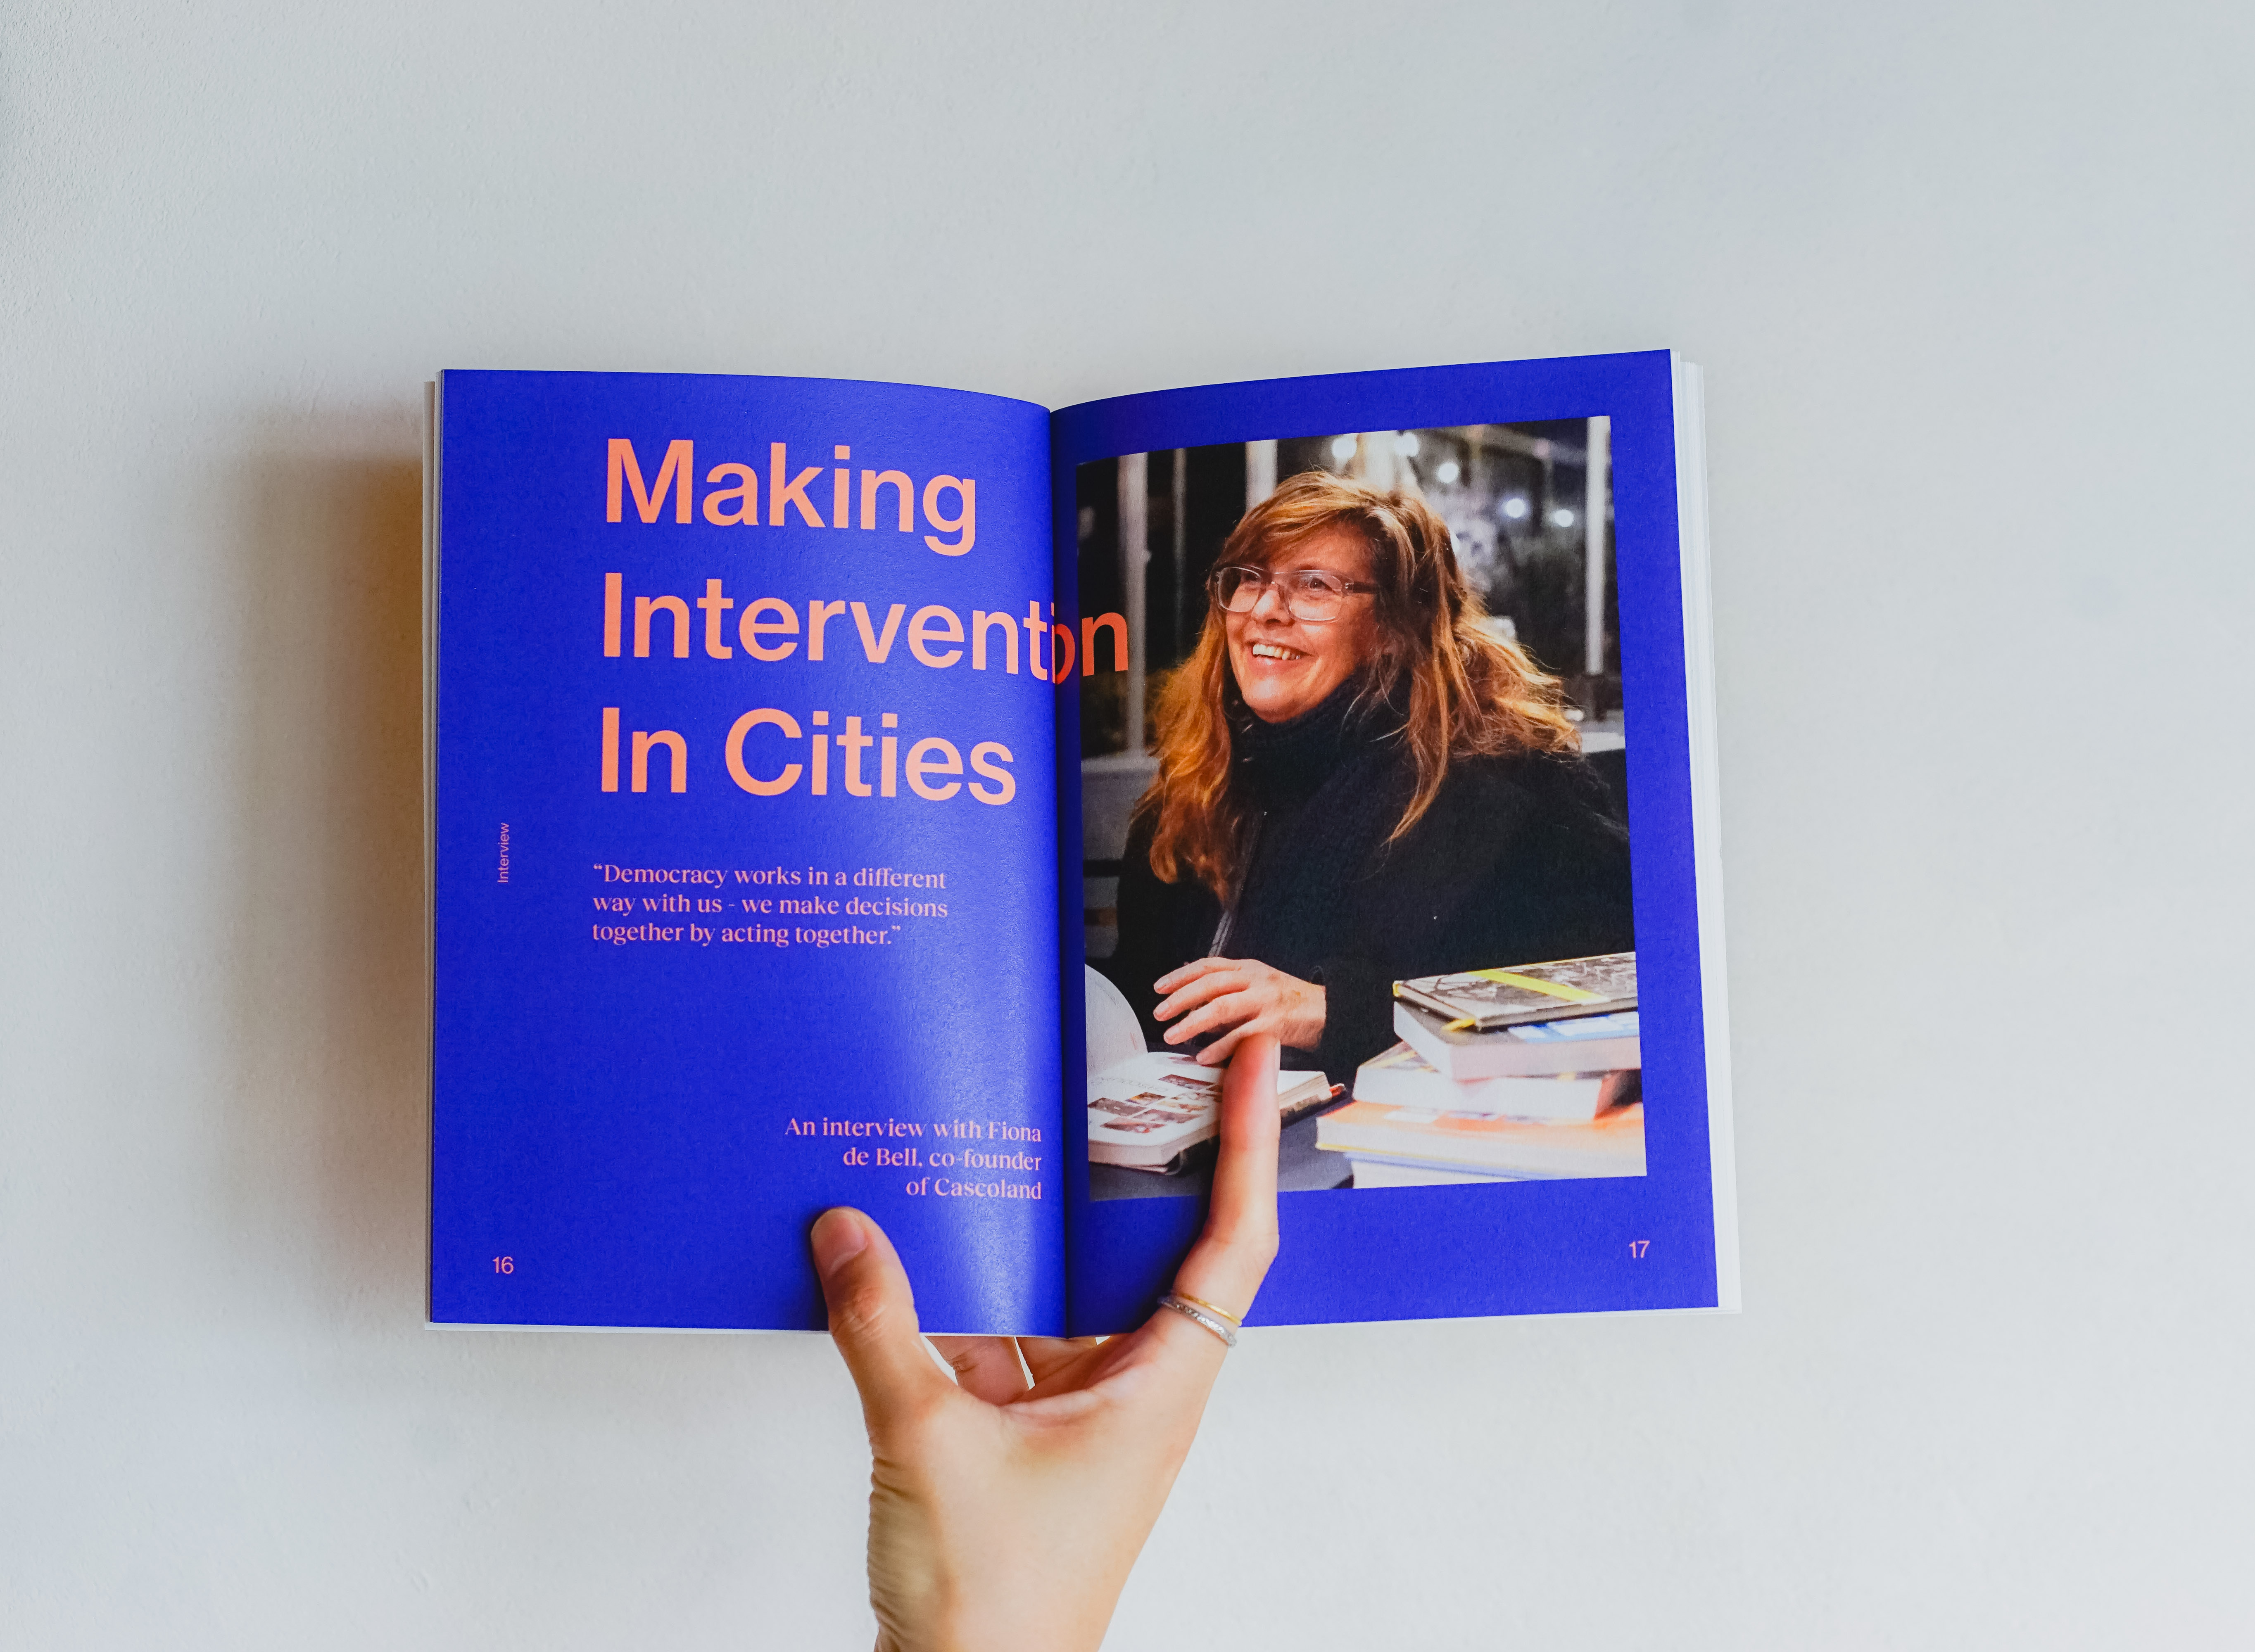 Making
Intervention
In Cities
Interview
“Democracy works in a different
way with us - we make decisions
together by acting together.”
An interview with Fiona
de Bell, co-founder
of Cascoland
16
17